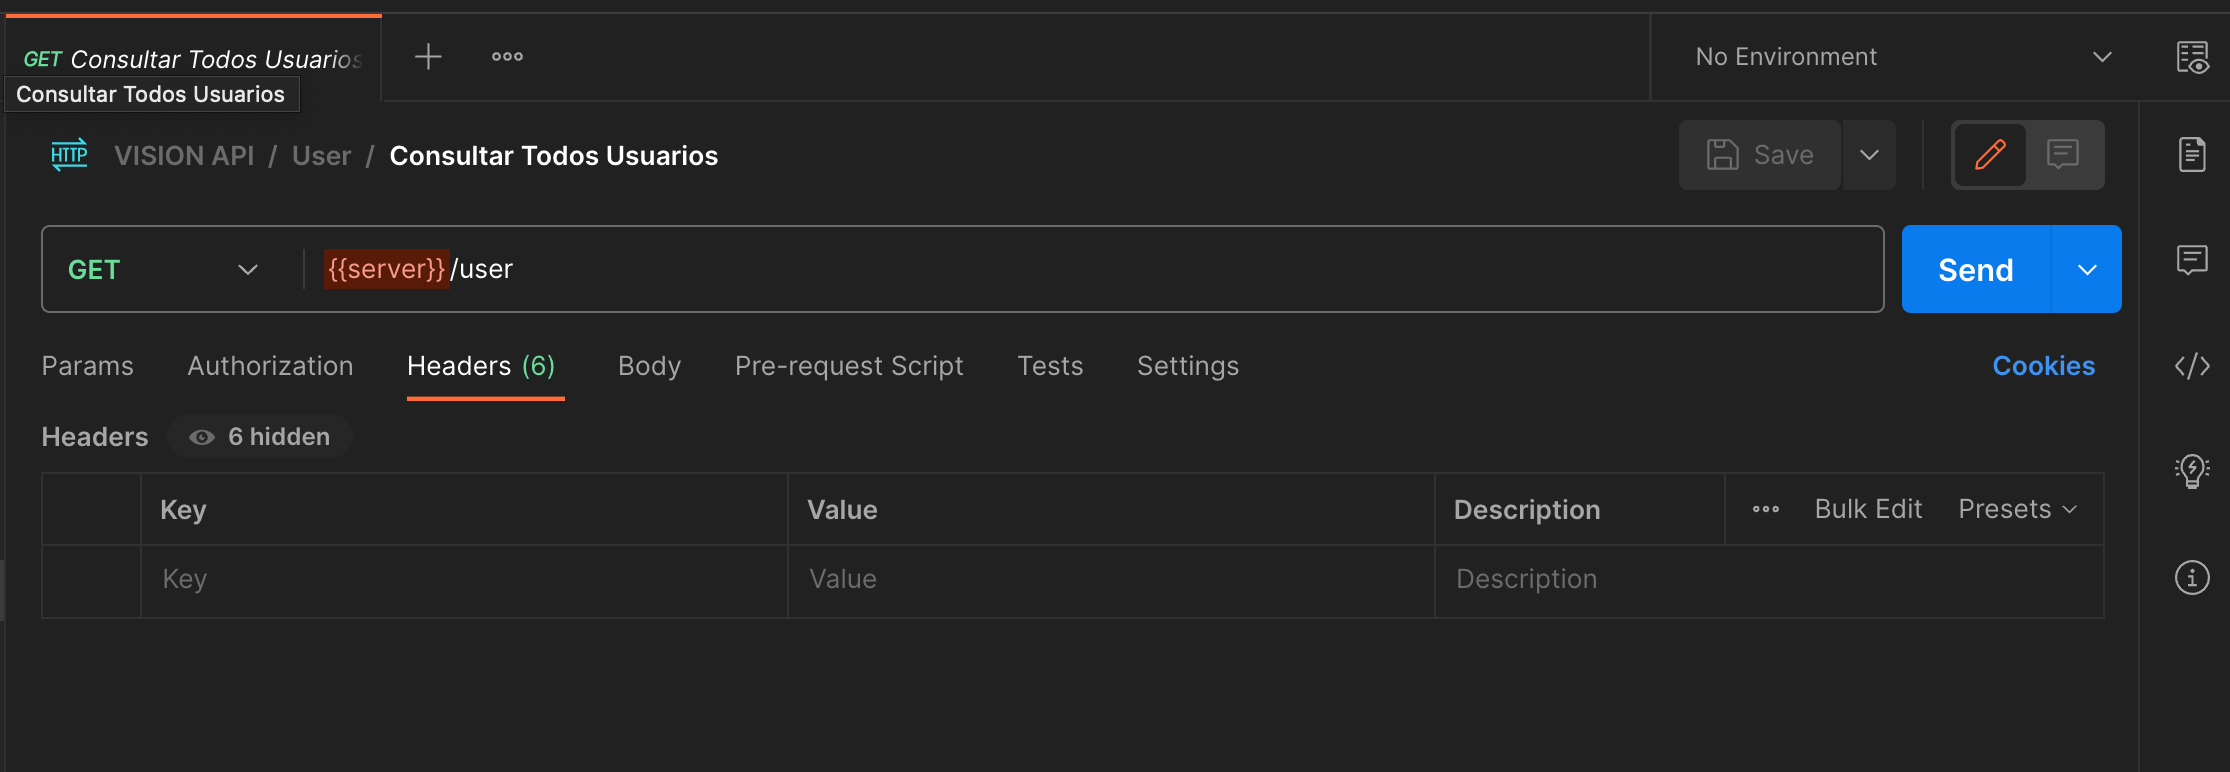 GET Consultar Todos Usuarios
No Environment
Consultar Todos Usuarios
HTTP VISION API / User / Consultar Todos Usuarios
Save
GET {{server}}/user
Send
Params Authorization Headers (6) Body Pre-request Script Tests Settings Cookies
Headers 6 hidden
Key Value Description Bulk Edit Presets
Key Value Description